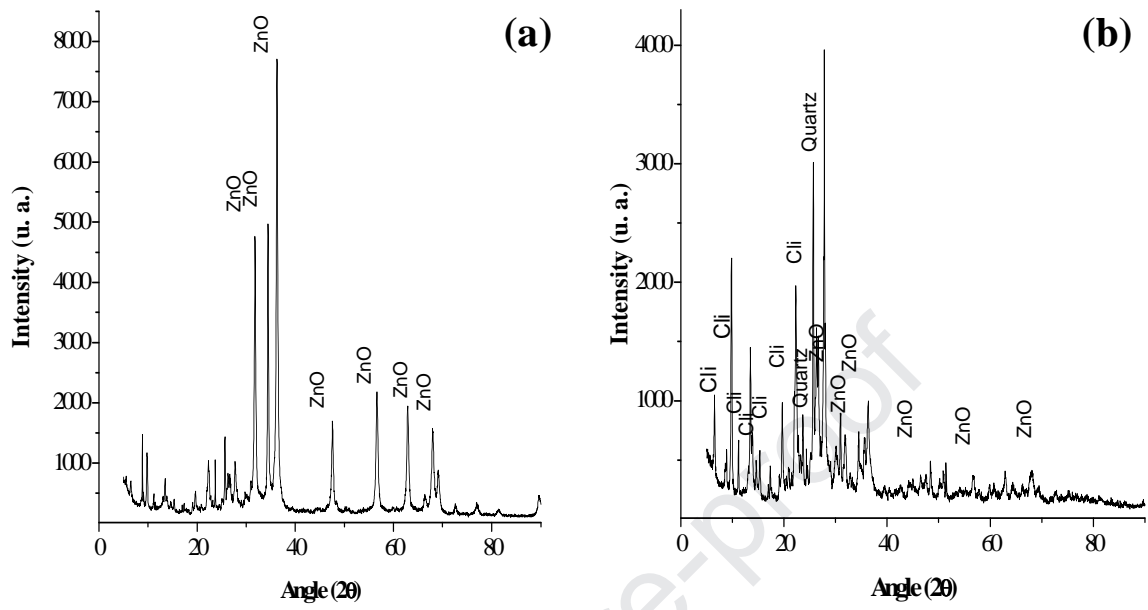 (a)
ZnO
ZnO
ZnO
ZnO
ZnO
ZnO
ZnO
8000
7000
6000
5000
4000
3000
2000
1000
Intensity (u. a.)
0 20 40 60 80
Angle (2θ)
(b)
Quartz
Cli
Cli
Cli
Cli
Cli
Cli
Cli
Quartz
ZnO
ZnO
ZnO
ZnO
ZnO
ZnO
4000
3000
2000
1000
Intensity (u. a.)
0 20 40 60 80
Angle (2θ)
e-proof